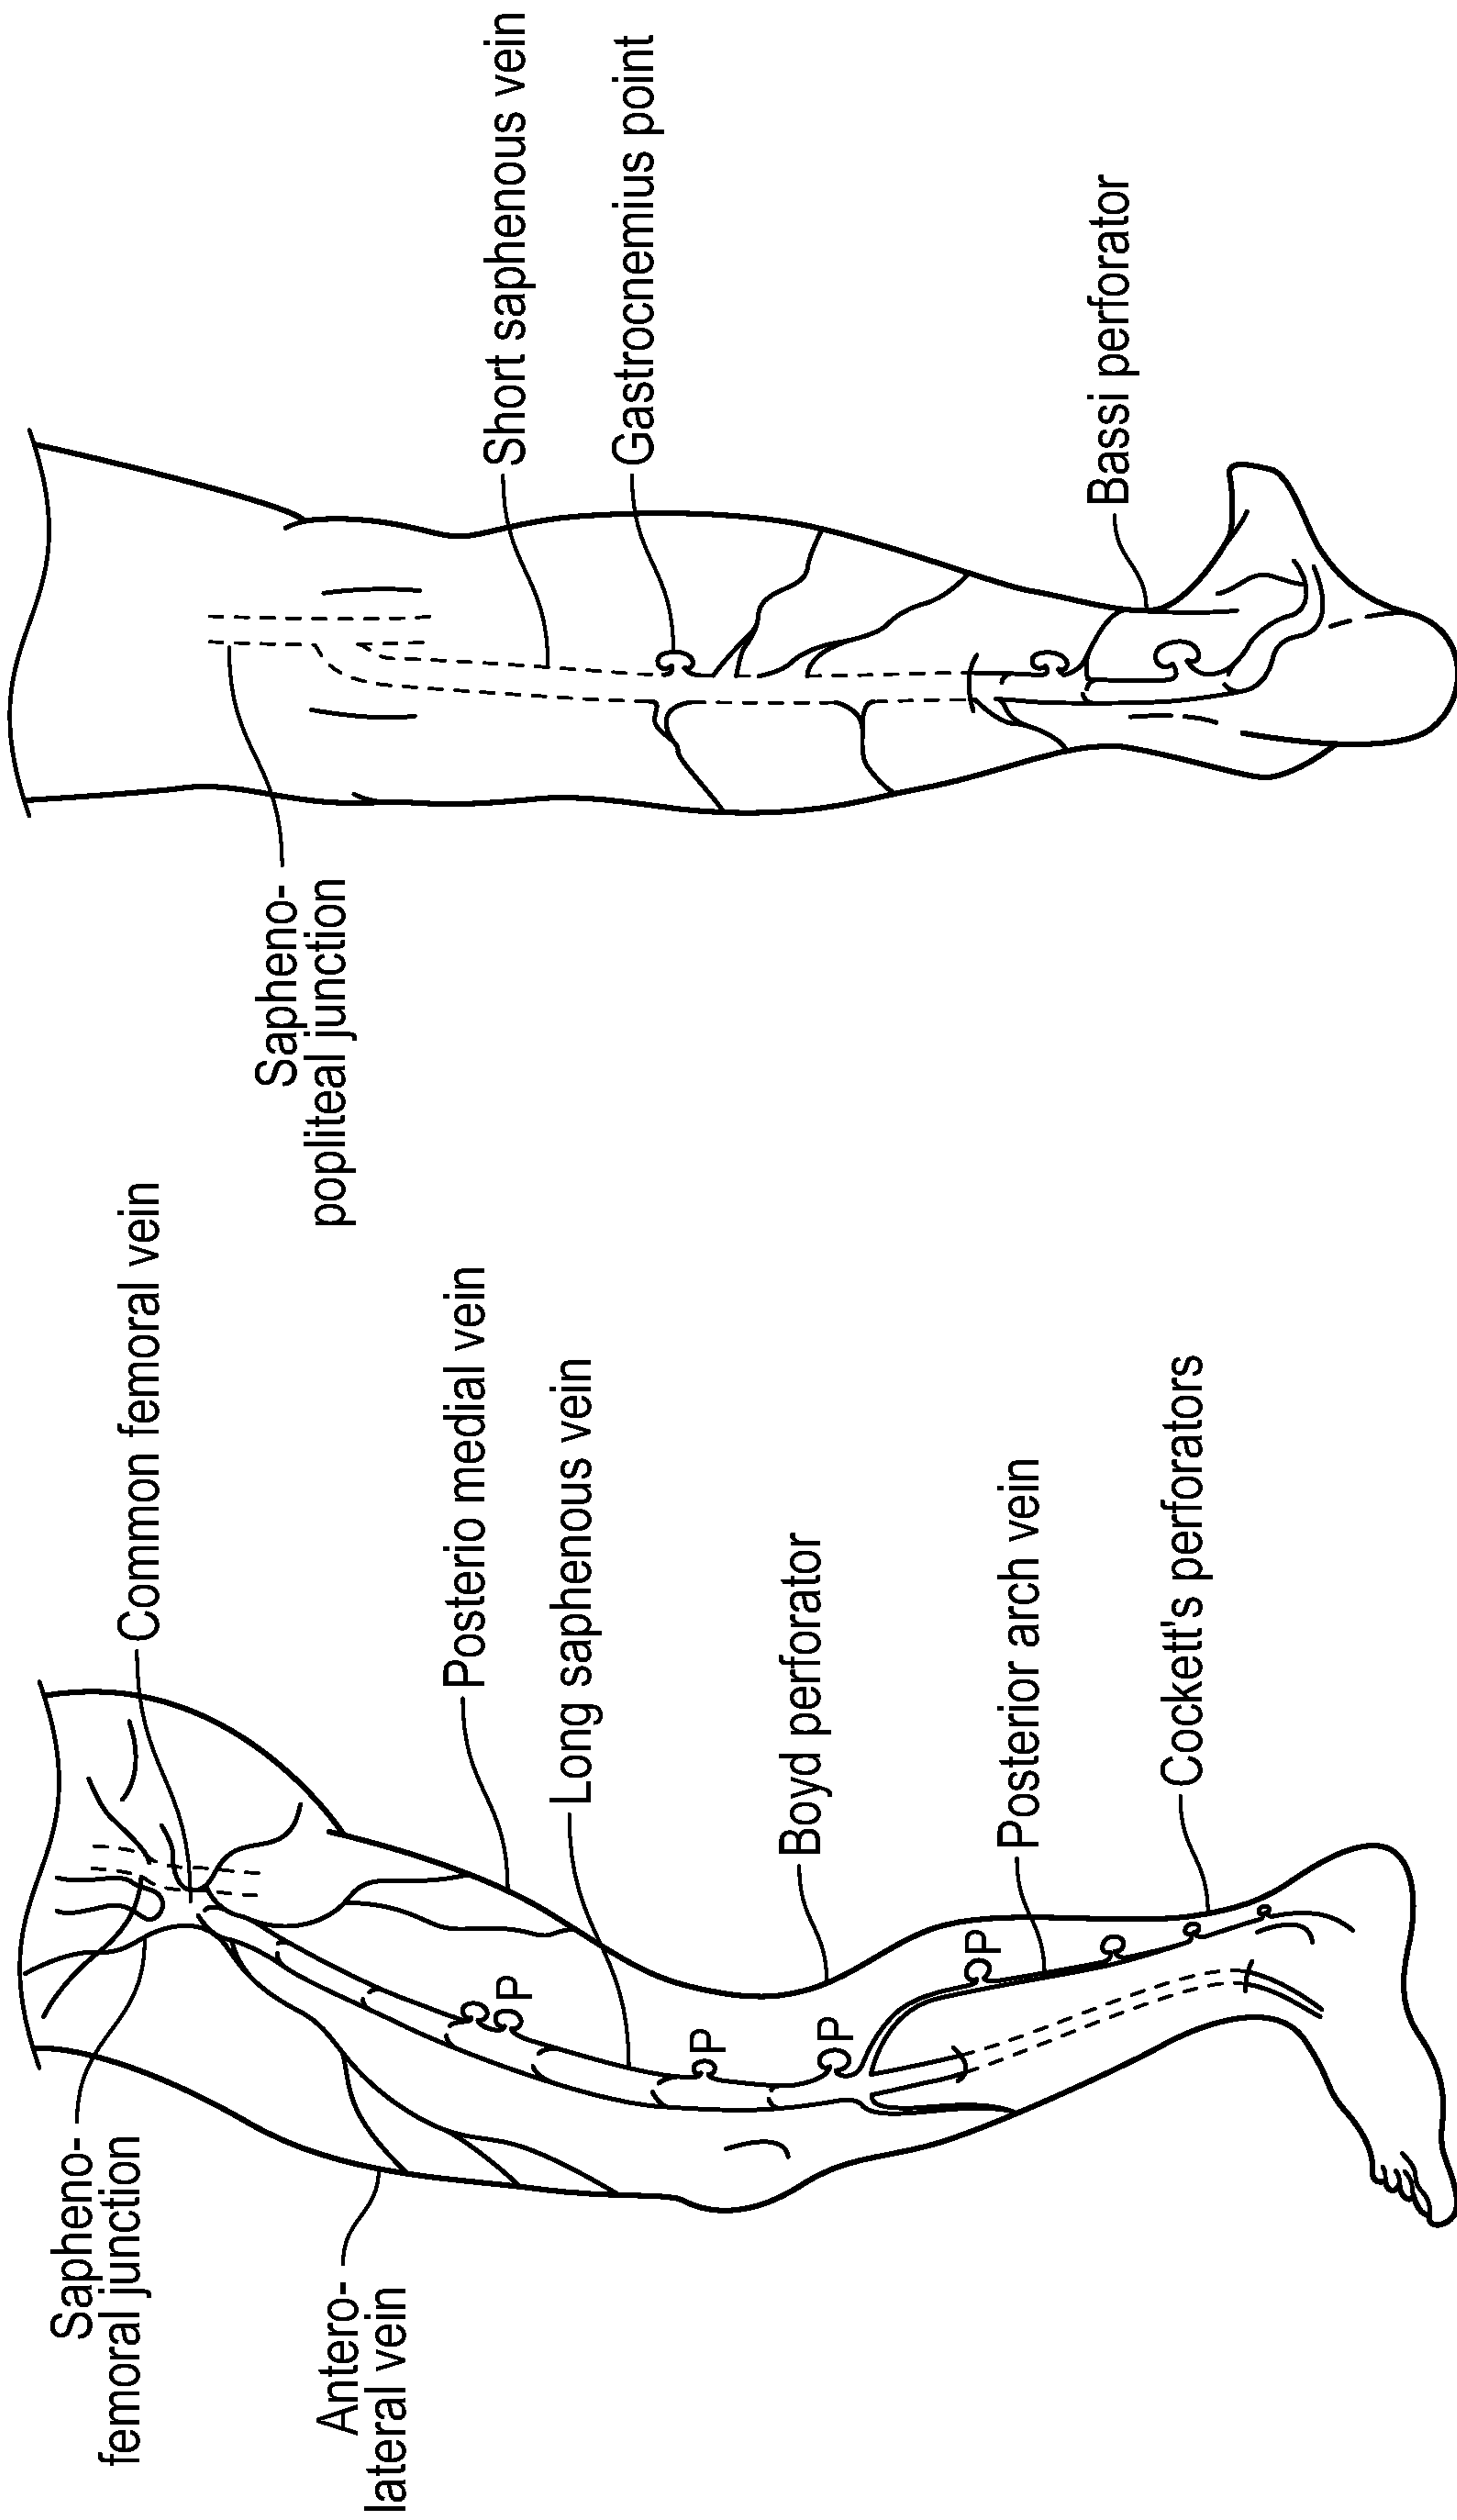 Sapheno-
femoral junction
Antero-
lateral vein
Common femoral vein
Posterio medial vein
Long saphenous vein
Boyd perforator
Posterior arch vein
Cockett's perforators
P
P
P
P
Sapheno-
popliteal junction
Short saphenous vein
Gastrocnemius point
Bassi perforator